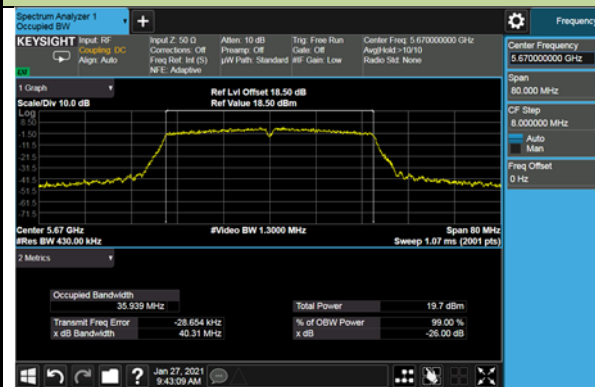 Spectrum Analyzer 1
Occupied BW
Frequency
KEYSIGHT
Input: RF
Coupling: DC
Align: Auto
Input Z: 50 Ω
Corrections: Off
Freq Ref: Int (S)
NFE: Adaptive
Atten: 10 dB
Preamp: Off
µW Path: Standard
Trig: Free Run
Gate: Off
#IF Gain: Low
Center Freq: 5.670000000 GHz
Avg|Hold:>10/10
Radio Std: None
Center Frequency
5.670000000 GHz
Span
80.000 MHz
CF Step
8.000000 MHz
Auto
Man
Freq Offset
0 Hz
1 Graph
Scale/Div 10.0 dB
Ref Lvl Offset 18.50 dB
Ref Value 18.50 dBm
Log
8.50
-1.50
-11.5
-21.5
-31.5
-41.5
-51.5
-61.5
-71.5
Center 5.67 GHz
#Video BW 1.3000 MHz
Span 80 MHz
#Res BW 430.00 kHz
Sweep 1.07 ms (2001 pts)
2 Metrics
Occupied Bandwidth
35.939 MHz
Total Power 19.7 dBm
Transmit Freq Error -28.654 kHz
% of OBW Power 99.00 %
x dB Bandwidth 40.31 MHz
x dB -26.00 dB
Jan 27, 2021
9:43:09 AM